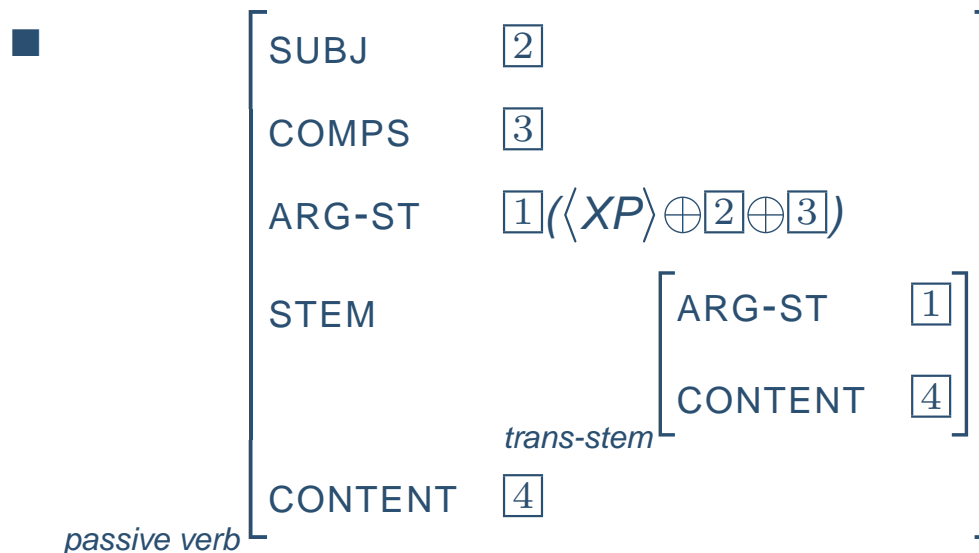 SUBJ 2
COMPS 3
ARG-ST 1(⟨XP⟩⊕2⊕3)
STEM ARG-ST 1
CONTENT 4
trans-stem
CONTENT 4
passive verb